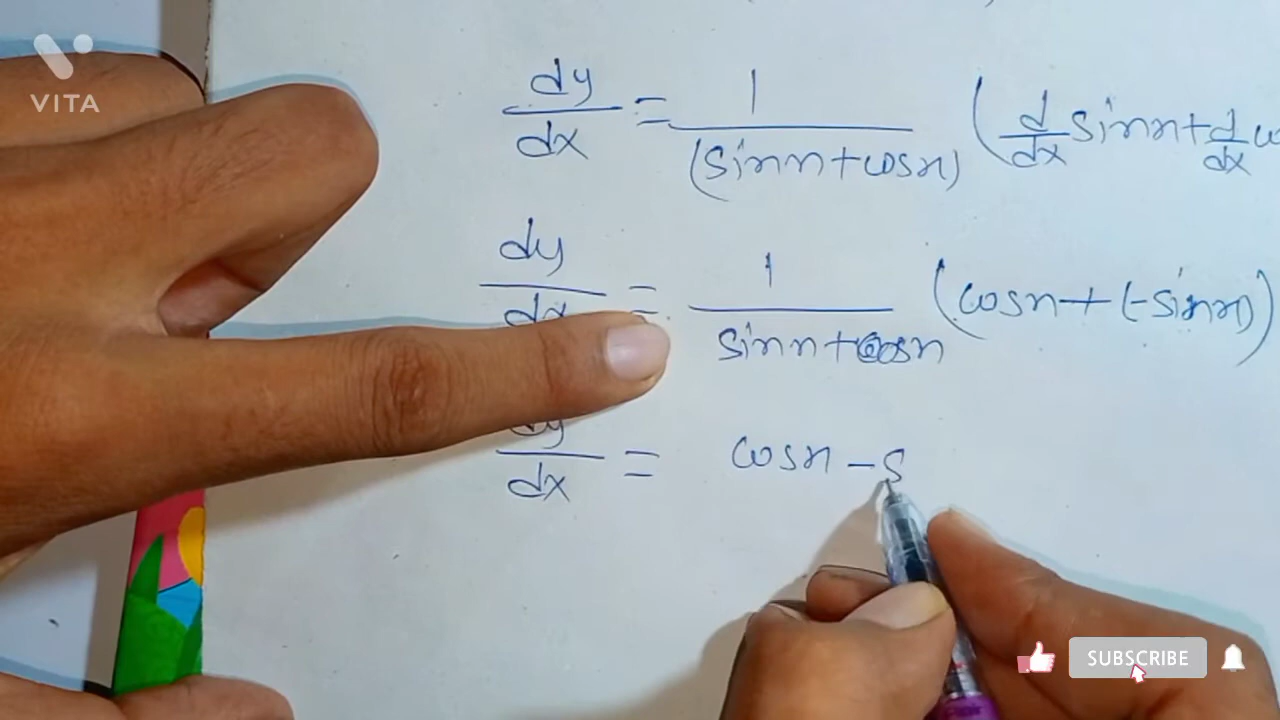 VITA
dy/dx = 1/(sinx+cosx) (d/dx sinx+d/dx co
dy/dx = 1/sinx+cosx (cosx+(-sinx))
dy/dx = cosx-s
SUBSCRIBE